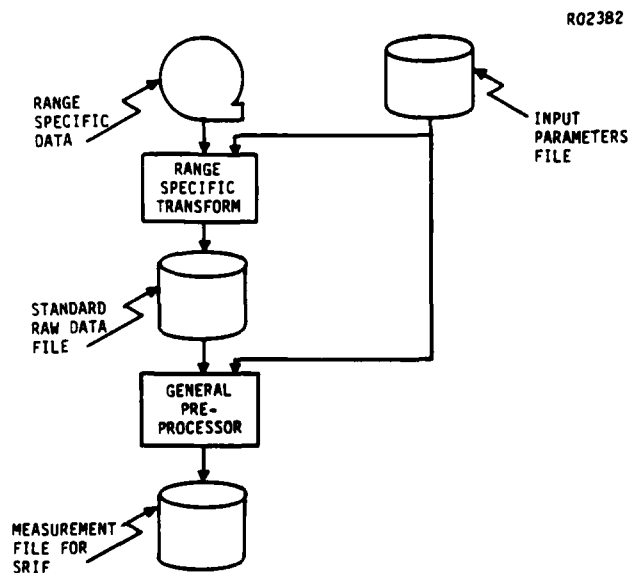 R02382
RANGE
SPECIFIC
DATA
INPUT
PARAMETERS
FILE
RANGE
SPECIFIC
TRANSFORM
STANDARD
RAW DATA
FILE
GENERAL
PRE-
PROCESSOR
MEASUREMENT
FILE FOR
SRIF